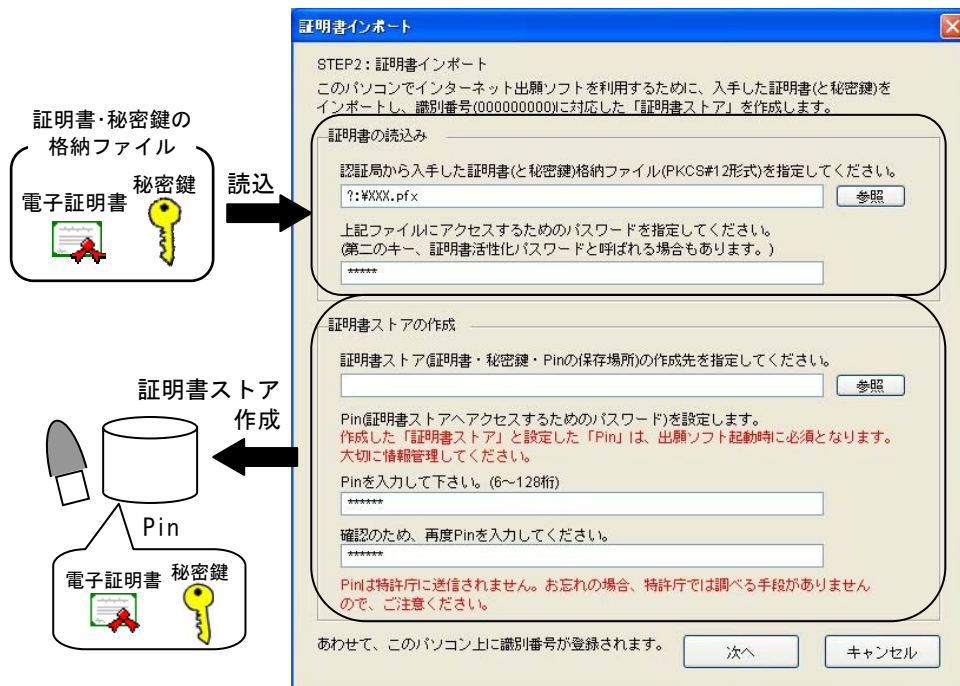 証明書インポート
STEP2：証明書インポート
このパソコンでインターネット出願ソフトを利用するために、入手した証明書(と秘密鍵)を
インポートし、識別番号(000000000)に対応した「証明書ストア」を作成します。
証明書・秘密鍵の
格納ファイル
電子証明書
秘密鍵
読込
証明書の読込み
認証局から入手した証明書(と秘密鍵)格納ファイル(PKCS#12形式)を指定してください。
?:¥XXX.pfx
参照
上記ファイルにアクセスするためのパスワードを指定してください。
(第二のキー、証明書活性化パスワードと呼ばれる場合もあります。)
*****
証明書ストアの作成
証明書ストア(証明書・秘密鍵・Pinの保存場所)の作成先を指定してください。
参照
証明書ストア
作成
Pin(証明書ストアへアクセスするためのパスワード)を設定します。
作成した「証明書ストア」と設定した「Pin」は、出願ソフト起動時に必須となります。
大切に情報管理してください。
Pinを入力して下さい。(6～128桁)
******
確認のため、再度Pinを入力してください。
******
Pinは特許庁に送信されません。お忘れの場合、特許庁では調べる手段がありません
ので、ご注意ください。
Pin
電子証明書
秘密鍵
あわせて、このパソコン上に識別番号が登録されます。
次へ
キャンセル